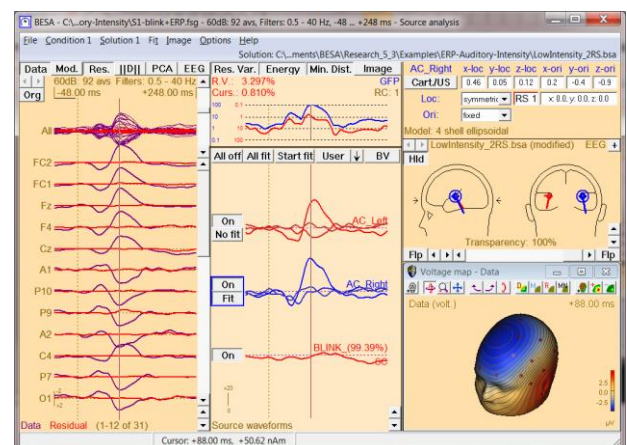 BESA - C:\...ory-Intensity\S1-blink+ERP.fsg - 60dB: 92 avs, Filters: 0.5 - 40 Hz, -48 ... +248 ms - Source analysis
File Condition 1 Solution 1 Fit Image Options Help
Solution: C:\...ments\BESA\Research_5_3\Examples\ERP-Auditory-Intensity\LowIntensity_2RS.bsa
Data Mod. Res. ||D|| PCA EEG
Res. Var. Energy Min. Dist. Image
AC_Right x-loc y-loc z-loc x-ori y-ori z-ori
60dB 92 avs Filters: 0.5 - 40 Hz
Org -48.00 ms +248.00 ms
R.V.: 3.297% GFP
Curs.: 0.810% RC: 1
Cart./US 0.46 0.05 0.12 0.2 -0.4 -0.9
Loc: symmetric RS 1 x: 0.0, y: 0.0, z: 0.0
Ori: fixed
Model: 4 shell ellipsoidal
All off All fit Start fit User BV
LowIntensity_2RS.bsa (modified) EEG +
Hld
All
FC2
FC1
Fz
F4
Cz
A1
P10
P9
A2
C4
P7
O1
On
No fit
AC_Left
On
Fit
AC_Right
On
BLINK (99.39%)
Transparency: 100%
Flp Flp
Voltage map - Data
Data (volt.) +88.00 ms
2.5
0.0
-2.5
µV
Data Residual (1-12 of 31)
Source waveforms
Cursor: +88.00 ms, +50.62 nAm